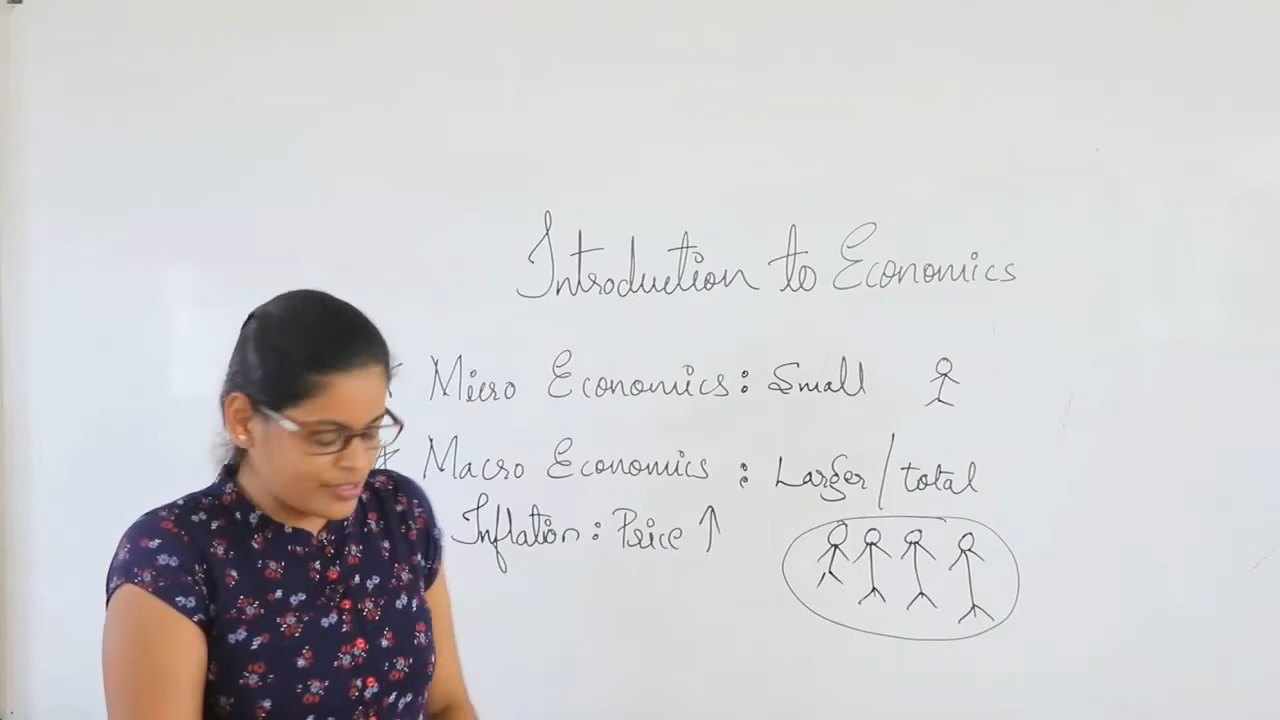 Introduction to Economics
* Micro Economics : Small
* Macro Economics : Larger / total
Inflation : Price ↑